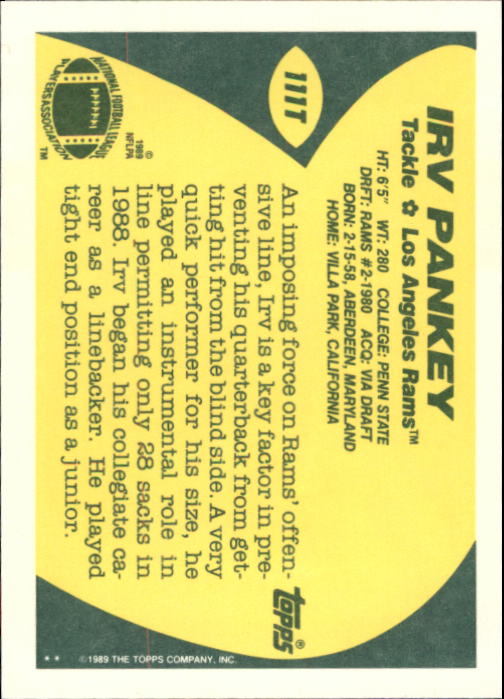 111T
IRV PANKEY
Tackle ✩ Los Angeles Rams™
HT: 6'5" WT: 280 COLLEGE: PENN STATE
DRFT: RAMS #2-1980 ACQ: VIA DRAFT
BORN: 2-15-58, ABERDEEN, MARYLAND
HOME: VILLA PARK, CALIFORNIA
An imposing force on Rams' offen-
sive line, Irv is a key factor in pre-
venting his quarterback from get-
ting hit from the blind side. A very
quick performer for his size, he
played an instrumental role in
line permitting only 28 sacks in
1988. Irv began his collegiate ca-
reer as a linebacker. He played
tight end position as a junior.
topps®
NATIONAL FOOTBALL LEAGUE
PLAYERS ASSOCIATION
™
©
1989
NFLPA
** ©1989 THE TOPPS COMPANY, INC.